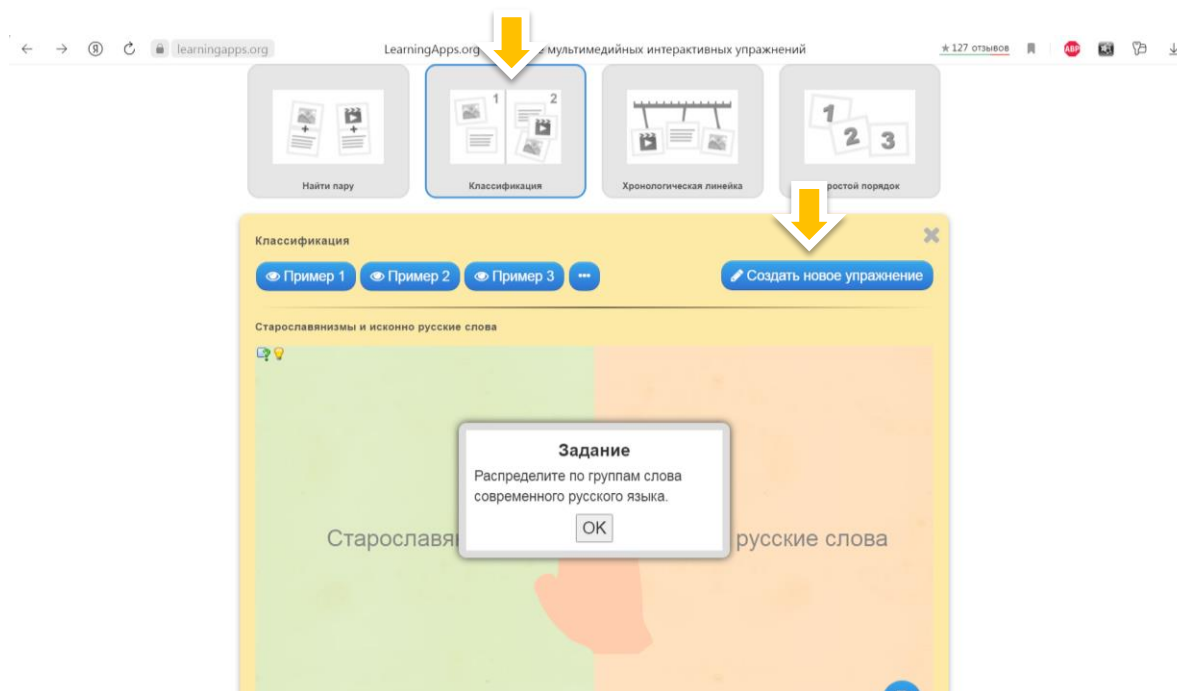 learningapps.org
LearningApps.org мультимедийных интерактивных упражнений
127 отзывов
ABP
1 2
1 2 3
Найти пару
Классификация
Хронологическая линейка
порядок
Классификация
Пример 1
Пример 2
Пример 3
Создать новое упражнение
Старославянизмы и исконно русские слова
Задание
Распределите по группам слова
современного русского языка.
OK
русские слова